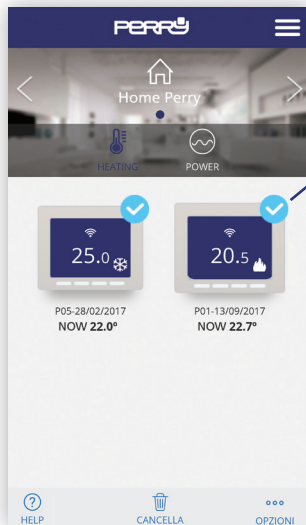 PERRY
Home Perry
HEATING POWER
25.0 20.5
P05-28/02/2017 P01-13/09/2017
NOW 22.0° NOW 22.7°
? HELP CANCELLA OPZIONI